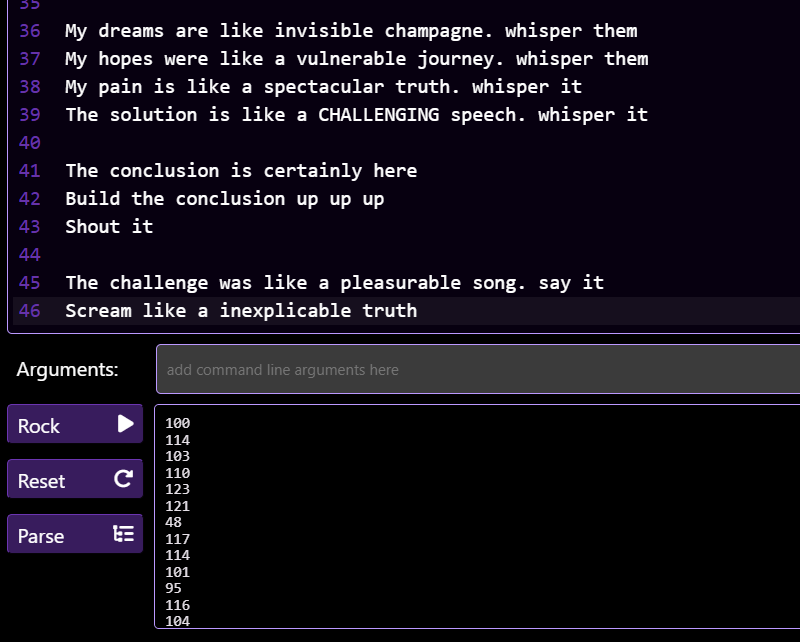 35
36 My dreams are like invisible champagne. whisper them
37 My hopes were like a vulnerable journey. whisper them
38 My pain is like a spectacular truth. whisper it
39 The solution is like a CHALLENGING speech. whisper it
40
41 The conclusion is certainly here
42 Build the conclusion up up up
43 Shout it
44
45 The challenge was like a pleasurable song. say it
46 Scream like a inexplicable truth
Arguments: add command line arguments here
Rock
Reset
Parse
100
114
103
110
123
121
48
117
114
101
95
116
104